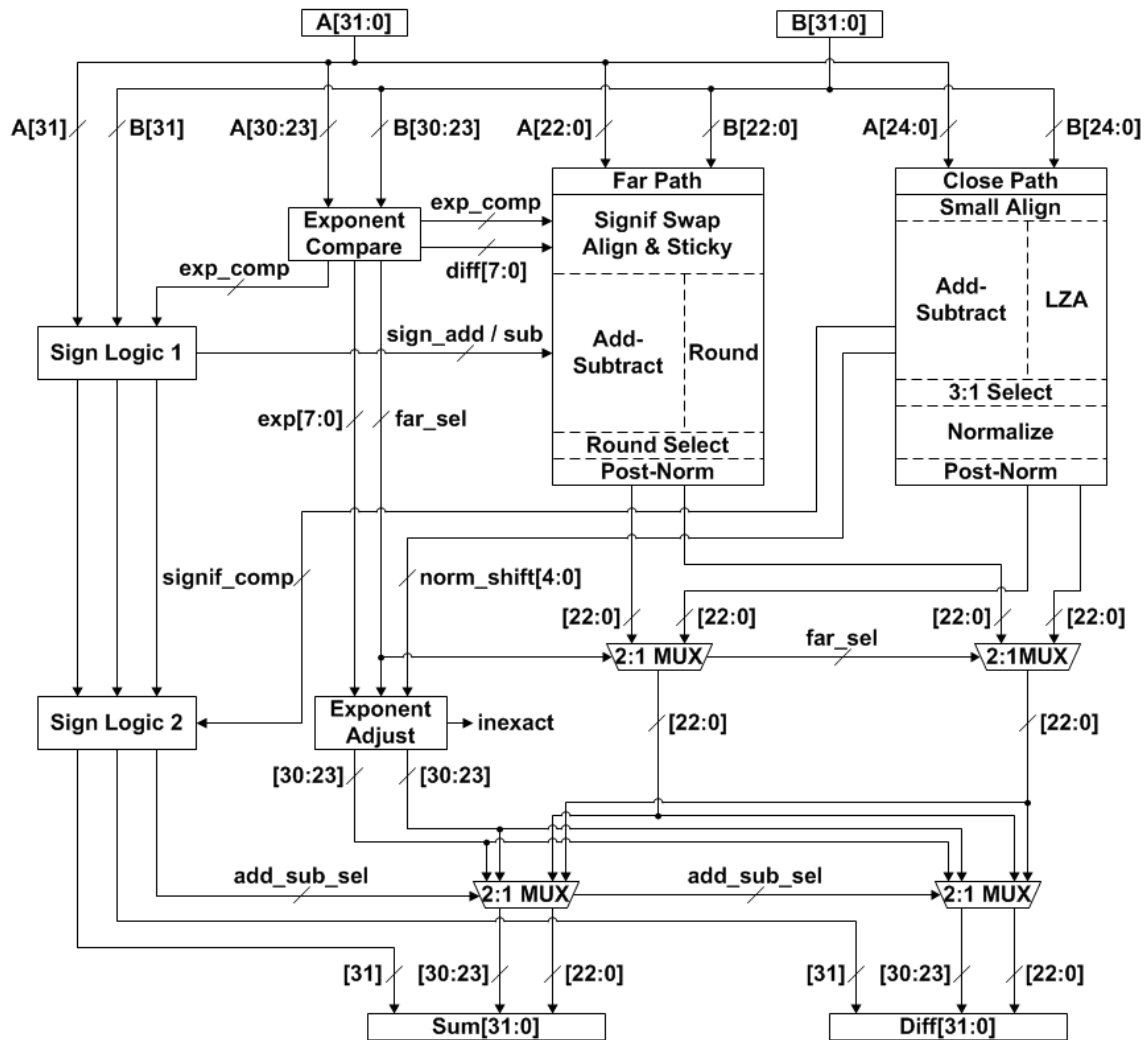 A[31:0]
B[31:0]
A[31]
B[31]
A[30:23]
B[30:23]
A[22:0]
B[22:0]
A[24:0]
B[24:0]
Far Path
Close Path
Exponent
Compare
exp_comp
diff[7:0]
Signif Swap
Align & Sticky
Small Align
exp_comp
Add-
Subtract
LZA
Sign Logic 1
sign_add / sub
Add-
Subtract
Round
3:1 Select
exp[7:0]
far_sel
Round Select
Normalize
Post-Norm
Post-Norm
signif_comp
norm_shift[4:0]
[22:0]
[22:0]
[22:0]
[22:0]
2:1 MUX
far_sel
2:1MUX
Sign Logic 2
Exponent
Adjust
inexact
[22:0]
[22:0]
[30:23]
[30:23]
add_sub_sel
2:1 MUX
add_sub_sel
2:1 MUX
[31]
[30:23]
[22:0]
[31]
[30:23]
[22:0]
Sum[31:0]
Diff[31:0]